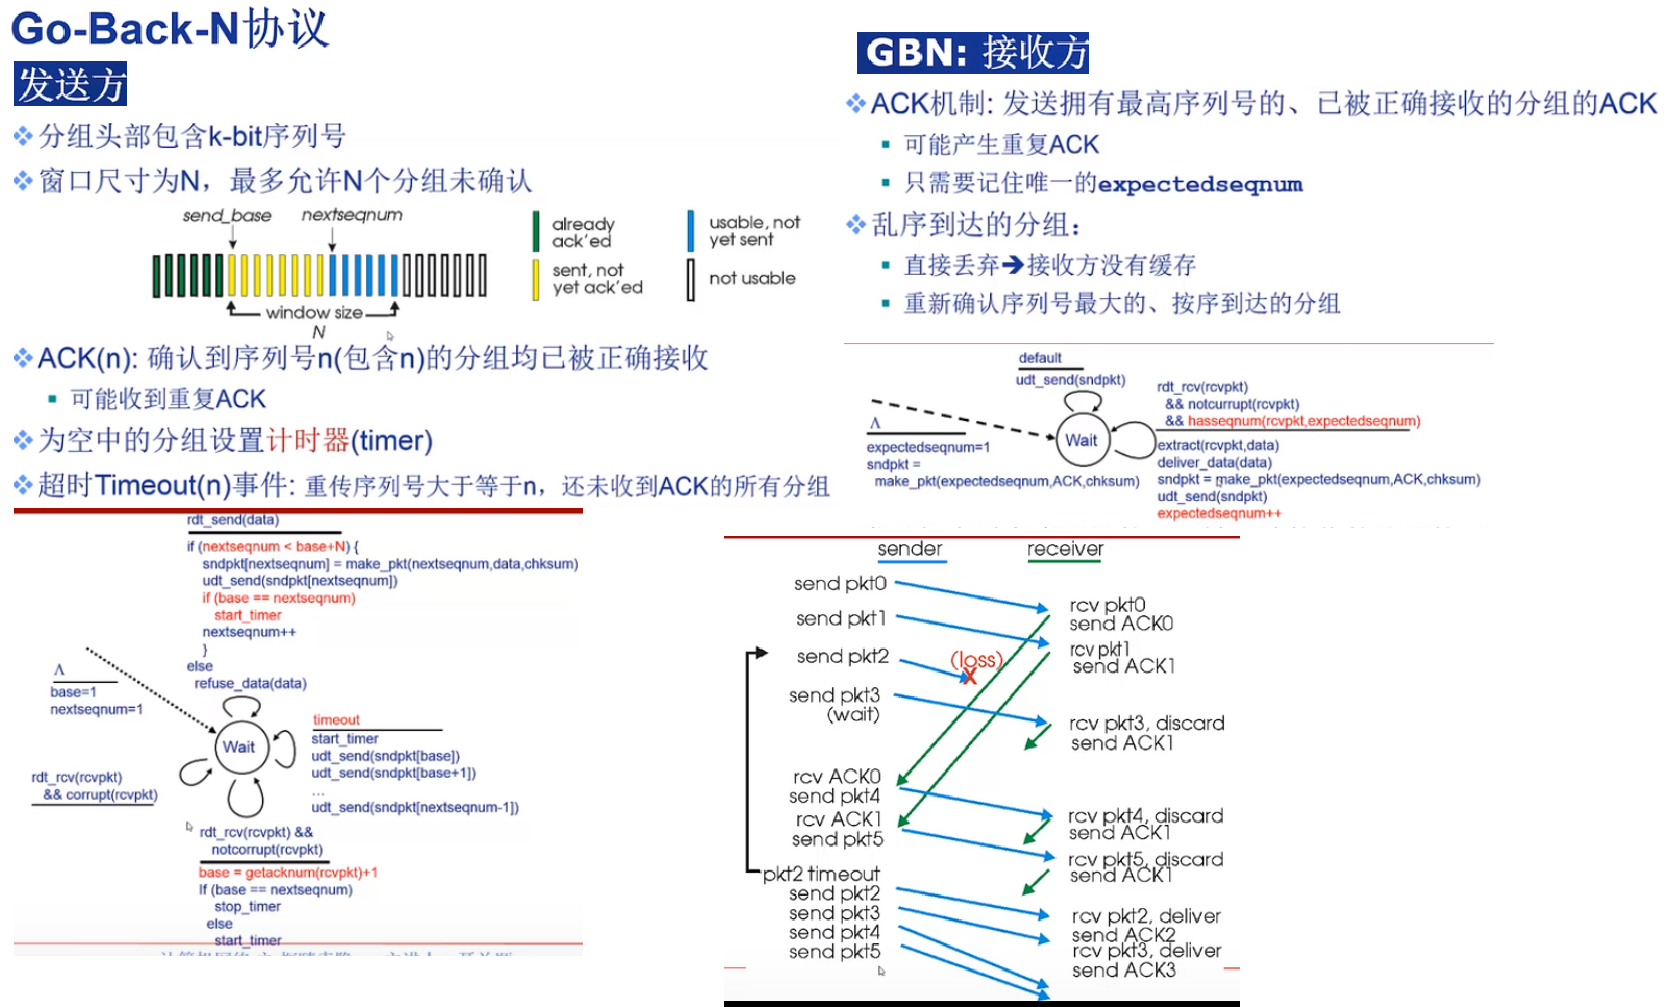 Go-Back-N协议
发送方
分组头部包含k-bit序列号
窗口尺寸为N，最多允许N个分组未确认
send_base
nextseqnum
already
ack'ed
usable, not
yet sent
sent, not
yet ack'ed
not usable
window size
N
ACK(n): 确认到序列号n(包含n)的分组均已被正确接收
可能收到重复ACK
为空中的分组设置计时器(timer)
超时Timeout(n)事件: 重传序列号大于等于n，还未收到ACK的所有分组
rdt_send(data)
if (nextseqnum < base+N) {
sndpkt[nextseqnum] = make_pkt(nextseqnum,data,chksum)
udt_send(sndpkt[nextseqnum])
if (base == nextseqnum)
start_timer
nextseqnum++
}
else
refuse_data(data)
Λ
base=1
nextseqnum=1
Wait
timeout
start_timer
udt_send(sndpkt[base])
udt_send(sndpkt[base+1])
...
udt_send(sndpkt[nextseqnum-1])
rdt_rcv(rcvpkt)
&& corrupt(rcvpkt)
rdt_rcv(rcvpkt) &&
notcorrupt(rcvpkt)
base = getacknum(rcvpkt)+1
If (base == nextseqnum)
stop_timer
else
start_timer
GBN: 接收方
ACK机制: 发送拥有最高序列号的、已被正确接收的分组的ACK
可能产生重复ACK
只需要记住唯一的expectedseqnum
乱序到达的分组：
直接丢弃➔接收方没有缓存
重新确认序列号最大的、按序到达的分组
default
udt_send(sndpkt)
rdt_rcv(rcvpkt)
&& notcurrupt(rcvpkt)
&& hasseqnum(rcvpkt,expectedseqnum)
Λ
expectedseqnum=1
sndpkt =
make_pkt(expectedseqnum,ACK,chksum)
Wait
extract(rcvpkt,data)
deliver_data(data)
sndpkt = make_pkt(expectedseqnum,ACK,chksum)
udt_send(sndpkt)
expectedseqnum++
sender
receiver
send pkt0
rcv pkt0
send ACK0
send pkt1
rcv pkt1
send ACK1
send pkt2
(loss)
X
send pkt3
(wait)
rcv pkt3, discard
send ACK1
rcv ACK0
send pkt4
rcv ACK1
send pkt5
rcv pkt4, discard
send ACK1
rcv pkt5, discard
send ACK1
pkt2 timeout
send pkt2
send pkt3
send pkt4
send pkt5
rcv pkt2, deliver
send ACK2
rcv pkt3, deliver
send ACK3